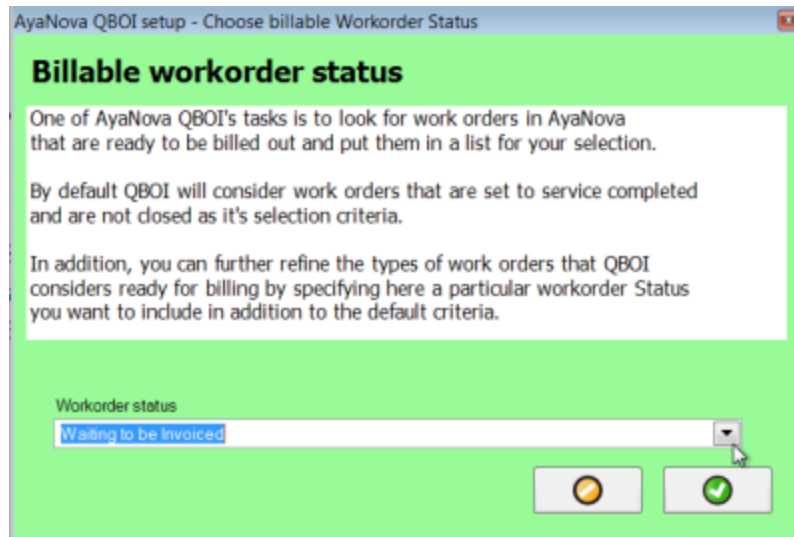 AyaNova QBOI setup - Choose billable Workorder Status
Billable workorder status
One of AyaNova QBOI's tasks is to look for work orders in AyaNova
that are ready to be billed out and put them in a list for your selection.
By default QBOI will consider work orders that are set to service completed
and are not closed as it's selection criteria.
In addition, you can further refine the types of work orders that QBOI
considers ready for billing by specifying here a particular workorder Status
you want to include in addition to the default criteria.
Workorder status
Waiting to be Invoiced